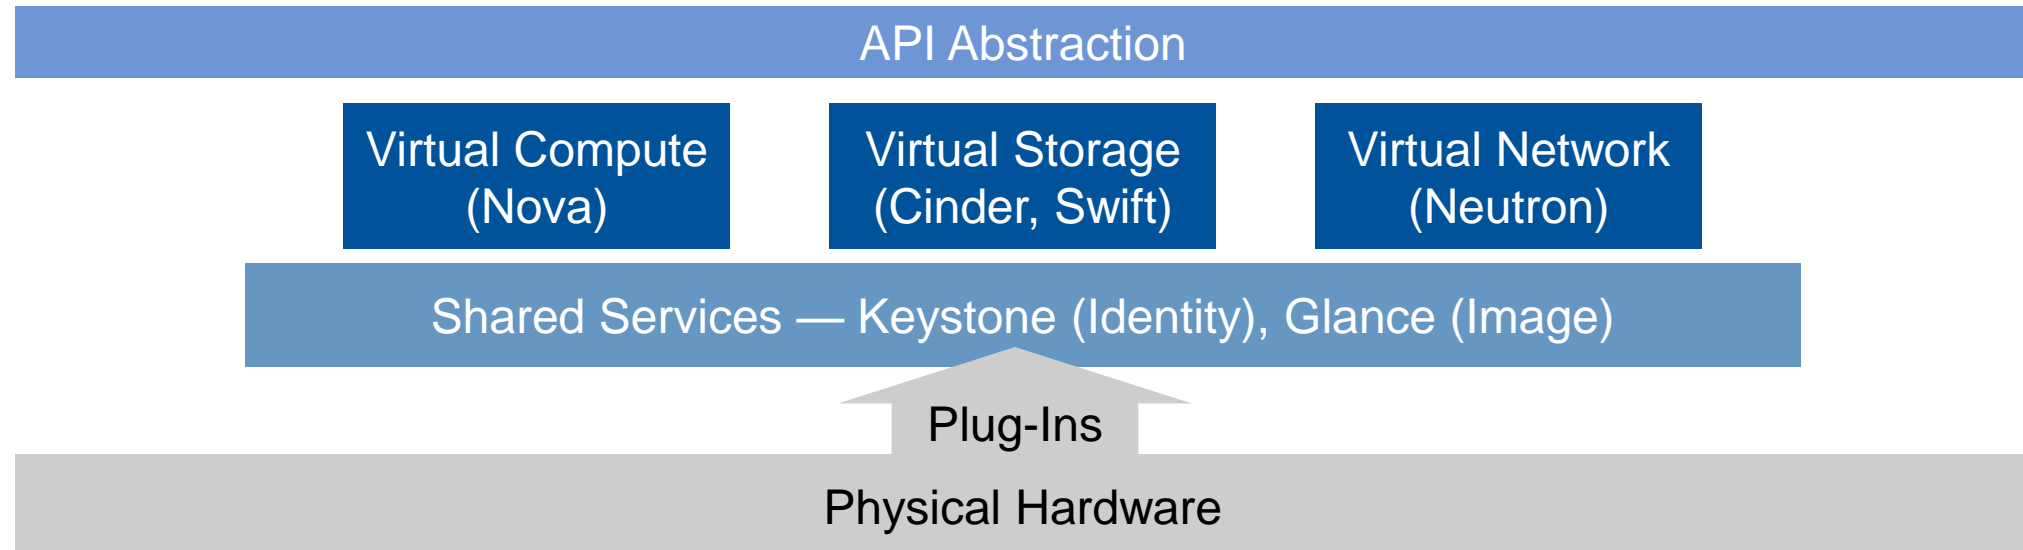 API Abstraction
Virtual Compute
(Nova)
Virtual Storage
(Cinder, Swift)
Virtual Network
(Neutron)
Shared Services — Keystone (Identity), Glance (Image)
Plug-Ins
Physical Hardware